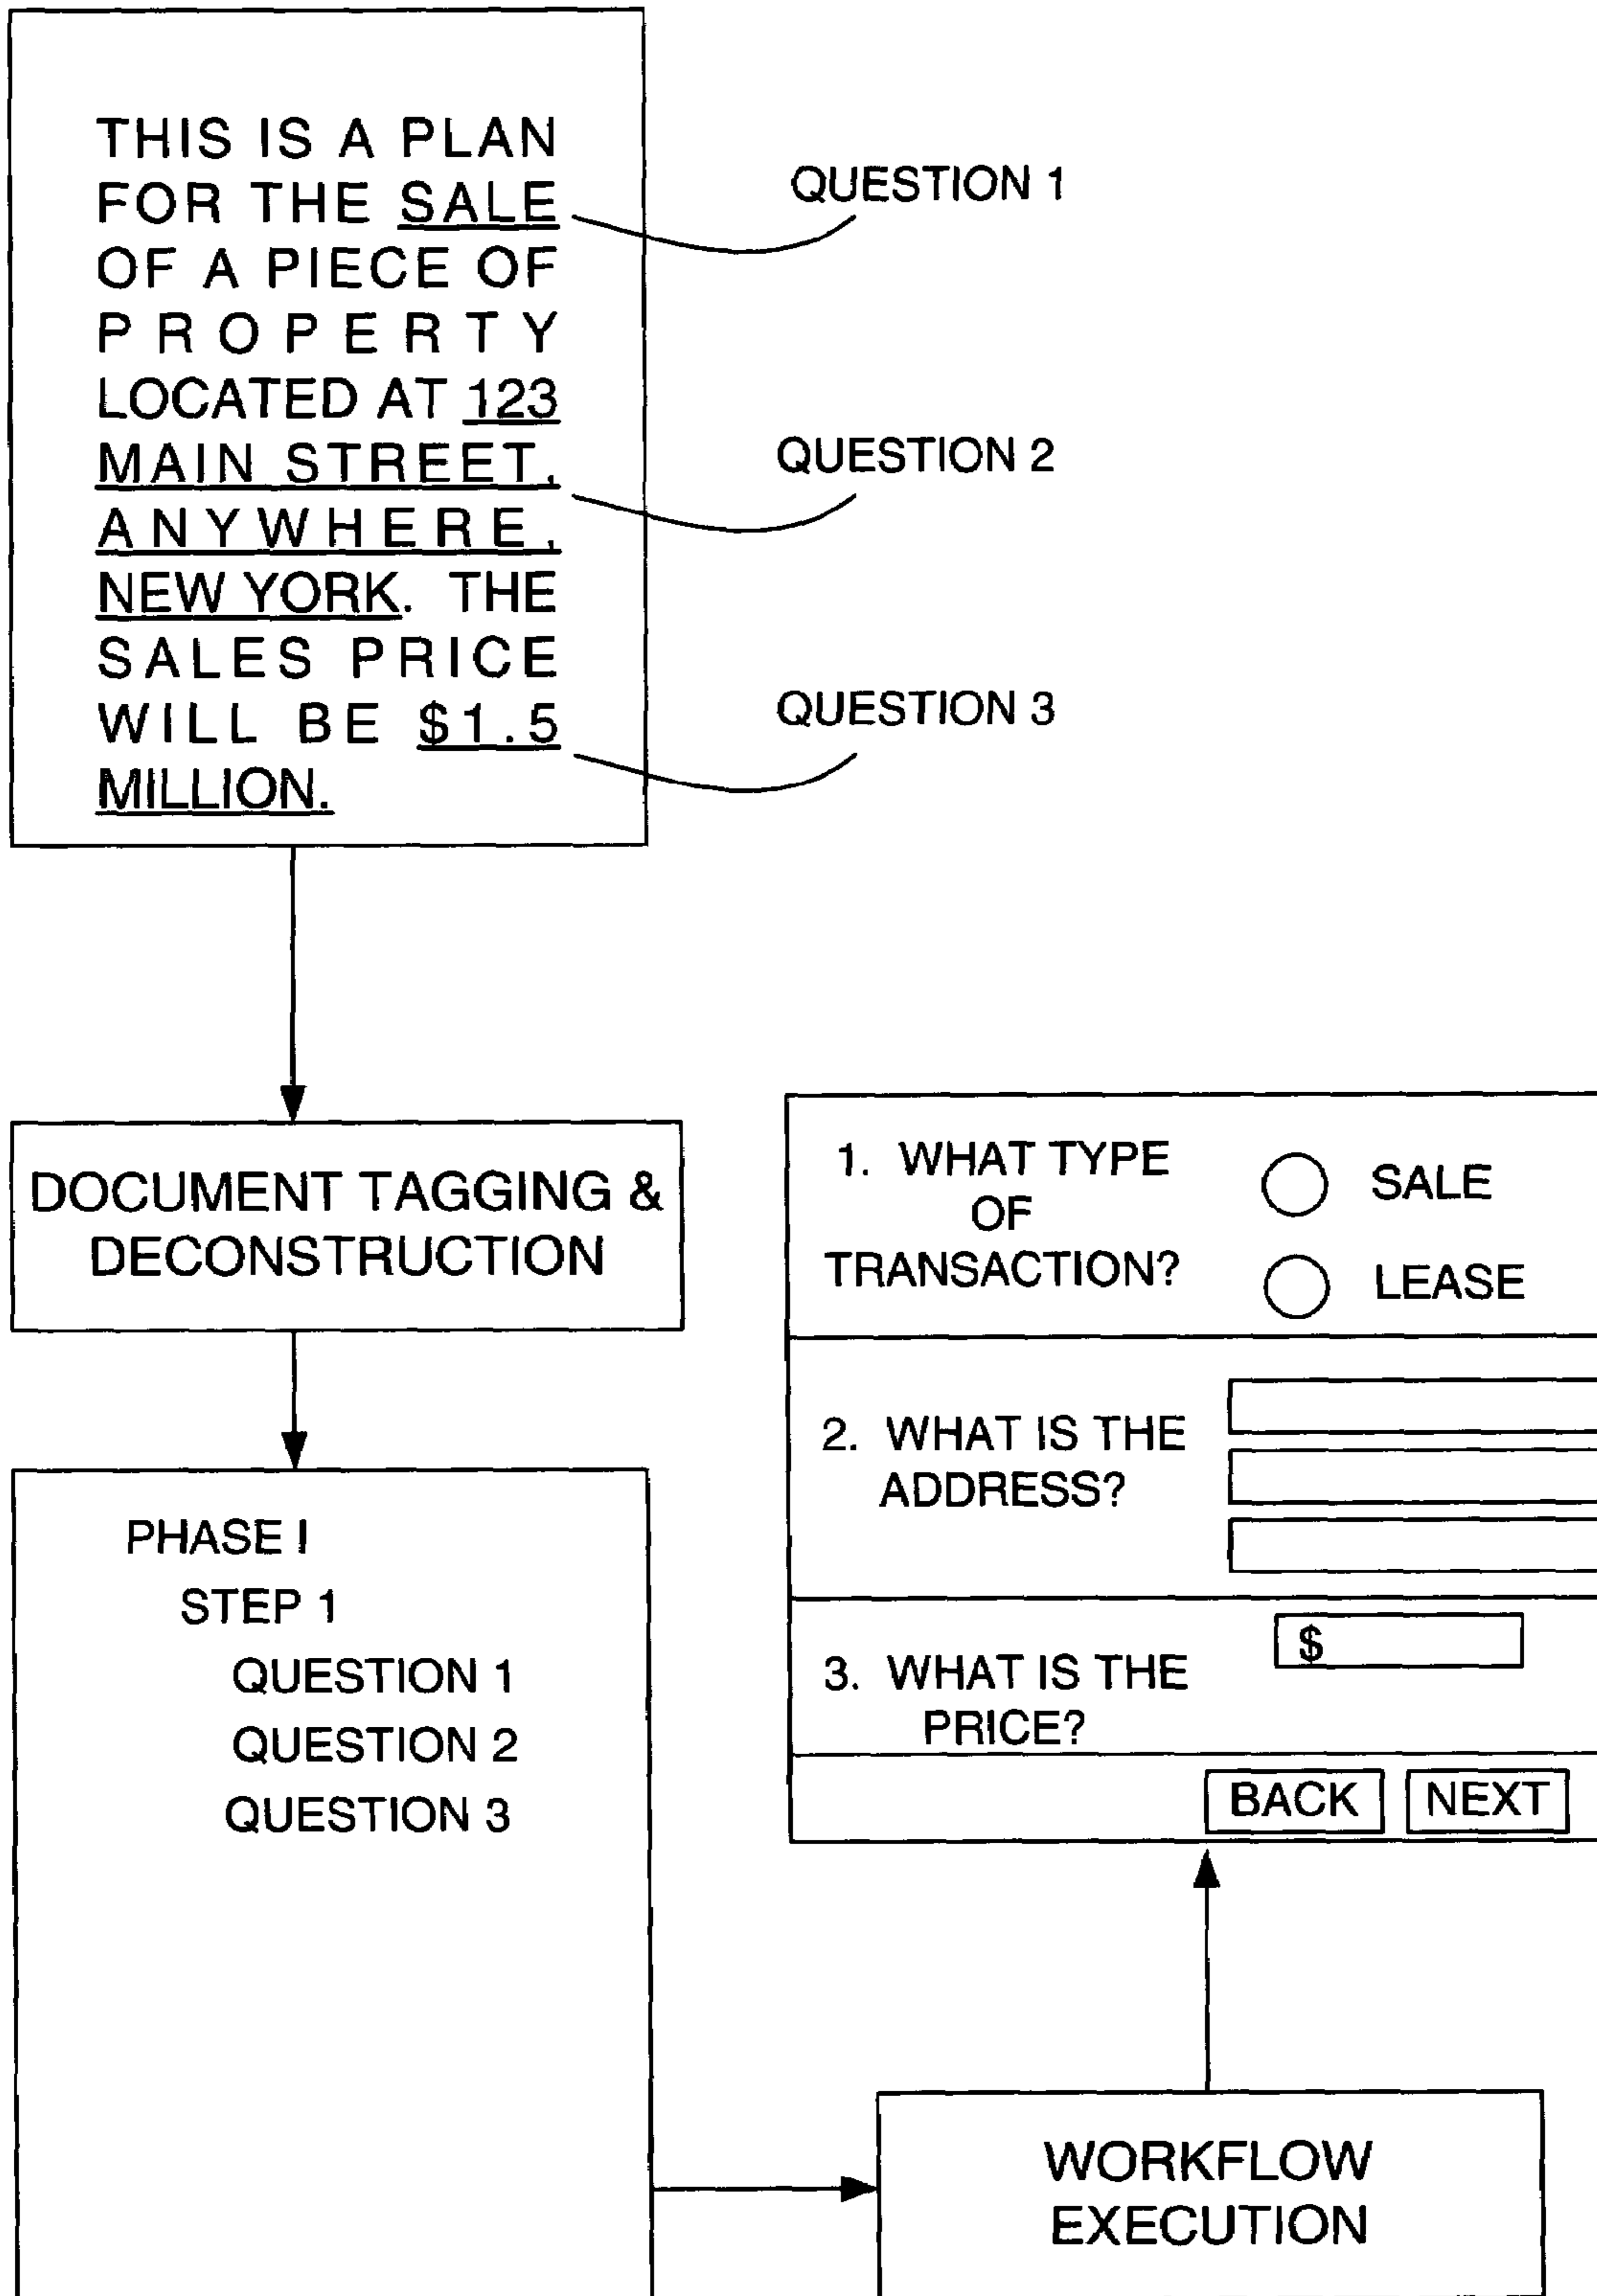 THIS IS A PLAN
FOR THE SALE
OF A PIECE OF
PROPERTY
LOCATED AT 123
MAIN STREET,
ANYWHERE,
NEW YORK. THE
SALES PRICE
WILL BE $1.5
MILLION.
QUESTION 1
QUESTION 2
QUESTION 3
DOCUMENT TAGGING &
DECONSTRUCTION
PHASE I
STEP 1
QUESTION 1
QUESTION 2
QUESTION 3
WORKFLOW
EXECUTION
1. WHAT TYPE
OF
TRANSACTION?
SALE
LEASE
2. WHAT IS THE
ADDRESS?
3. WHAT IS THE
PRICE?
$
BACK
NEXT